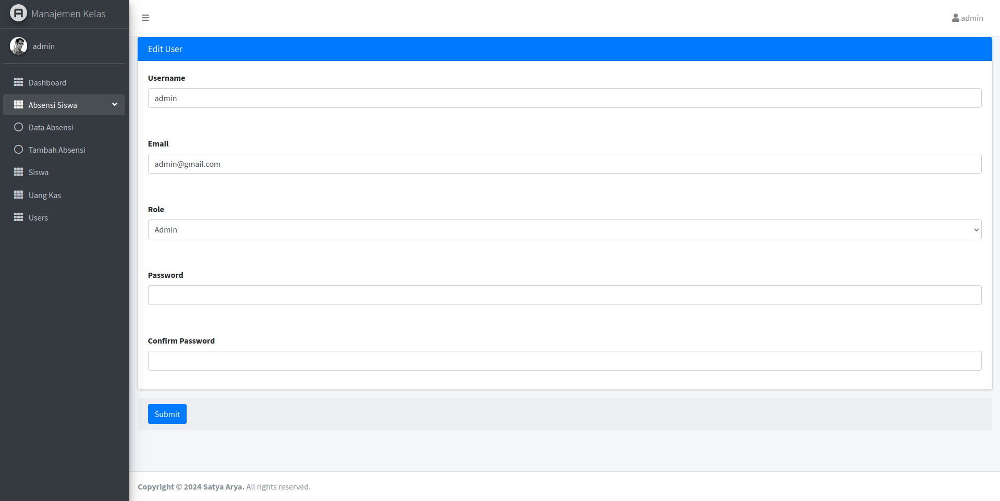 Manajemen Kelas
admin
admin
Dashboard
Absensi Siswa
Data Absensi
Tambah Absensi
Siswa
Uang Kas
Users
Edit User
Username
admin
Email
admin@gmail.com
Role
Admin
Password
Confirm Password
Submit
Copyright © 2024 Satya Arya. All rights reserved.